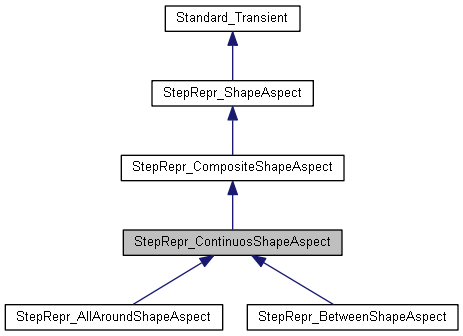 Standard_Transient
StepRepr_ShapeAspect
StepRepr_CompositeShapeAspect
StepRepr_ContinuosShapeAspect
StepRepr_AllAroundShapeAspect
StepRepr_BetweenShapeAspect